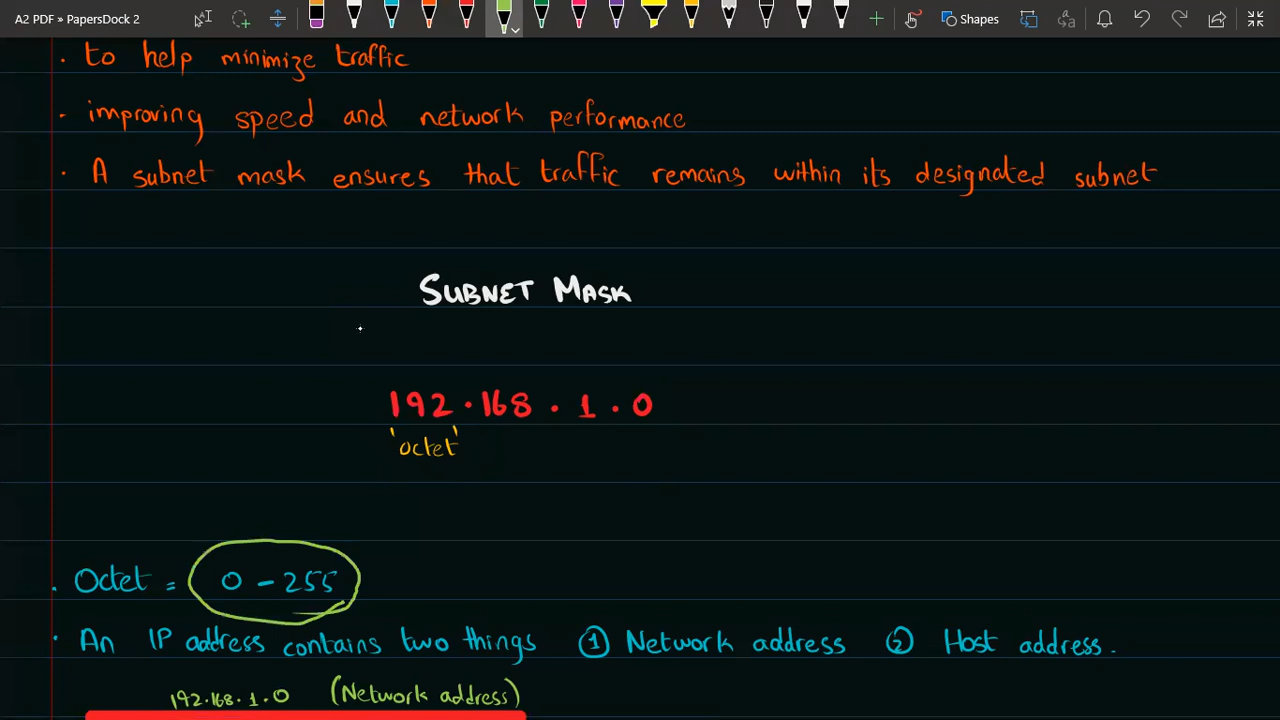 A2 PDF » PapersDock 2
Shapes
· to help minimize traffic
· improving speed and network performance
· A subnet mask ensures that traffic remains within its designated subnet
SUBNET MASK
192.168.1.0
'octet'
· Octet = 0 - 255
· An IP address contains two things ① Network address ② Host address.
192.168.1.0 (Network address)